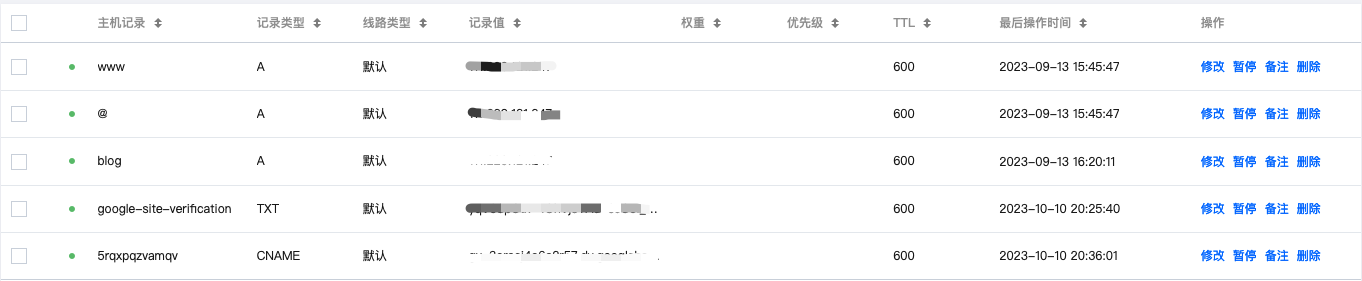 主机记录 记录类型 线路类型 记录值 权重 优先级 TTL 最后操作时间 操作
www A 默认 600 2023-09-13 15:45:47 修改 暂停 备注 删除
@ A 默认 600 2023-09-13 15:45:47 修改 暂停 备注 删除
blog A 默认 600 2023-09-13 16:20:11 修改 暂停 备注 删除
google-site-verification TXT 默认 600 2023-10-10 20:25:40 修改 暂停 备注 删除
5rqxpqzvamqv CNAME 默认 600 2023-10-10 20:36:01 修改 暂停 备注 删除